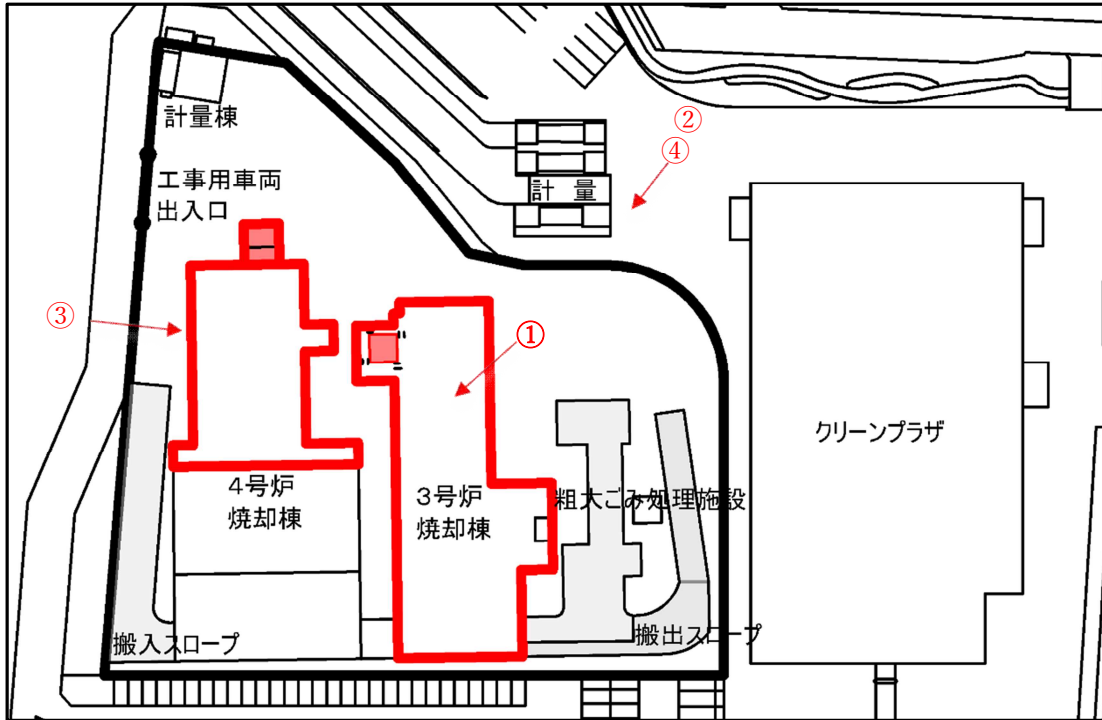 計量棟
工事用車両
出入口
②
④
計　量
③
①
クリーンプラザ
4号炉
焼却棟
3号炉
焼却棟
粗大ごみ処理施設
搬入スロープ
搬出スロープ